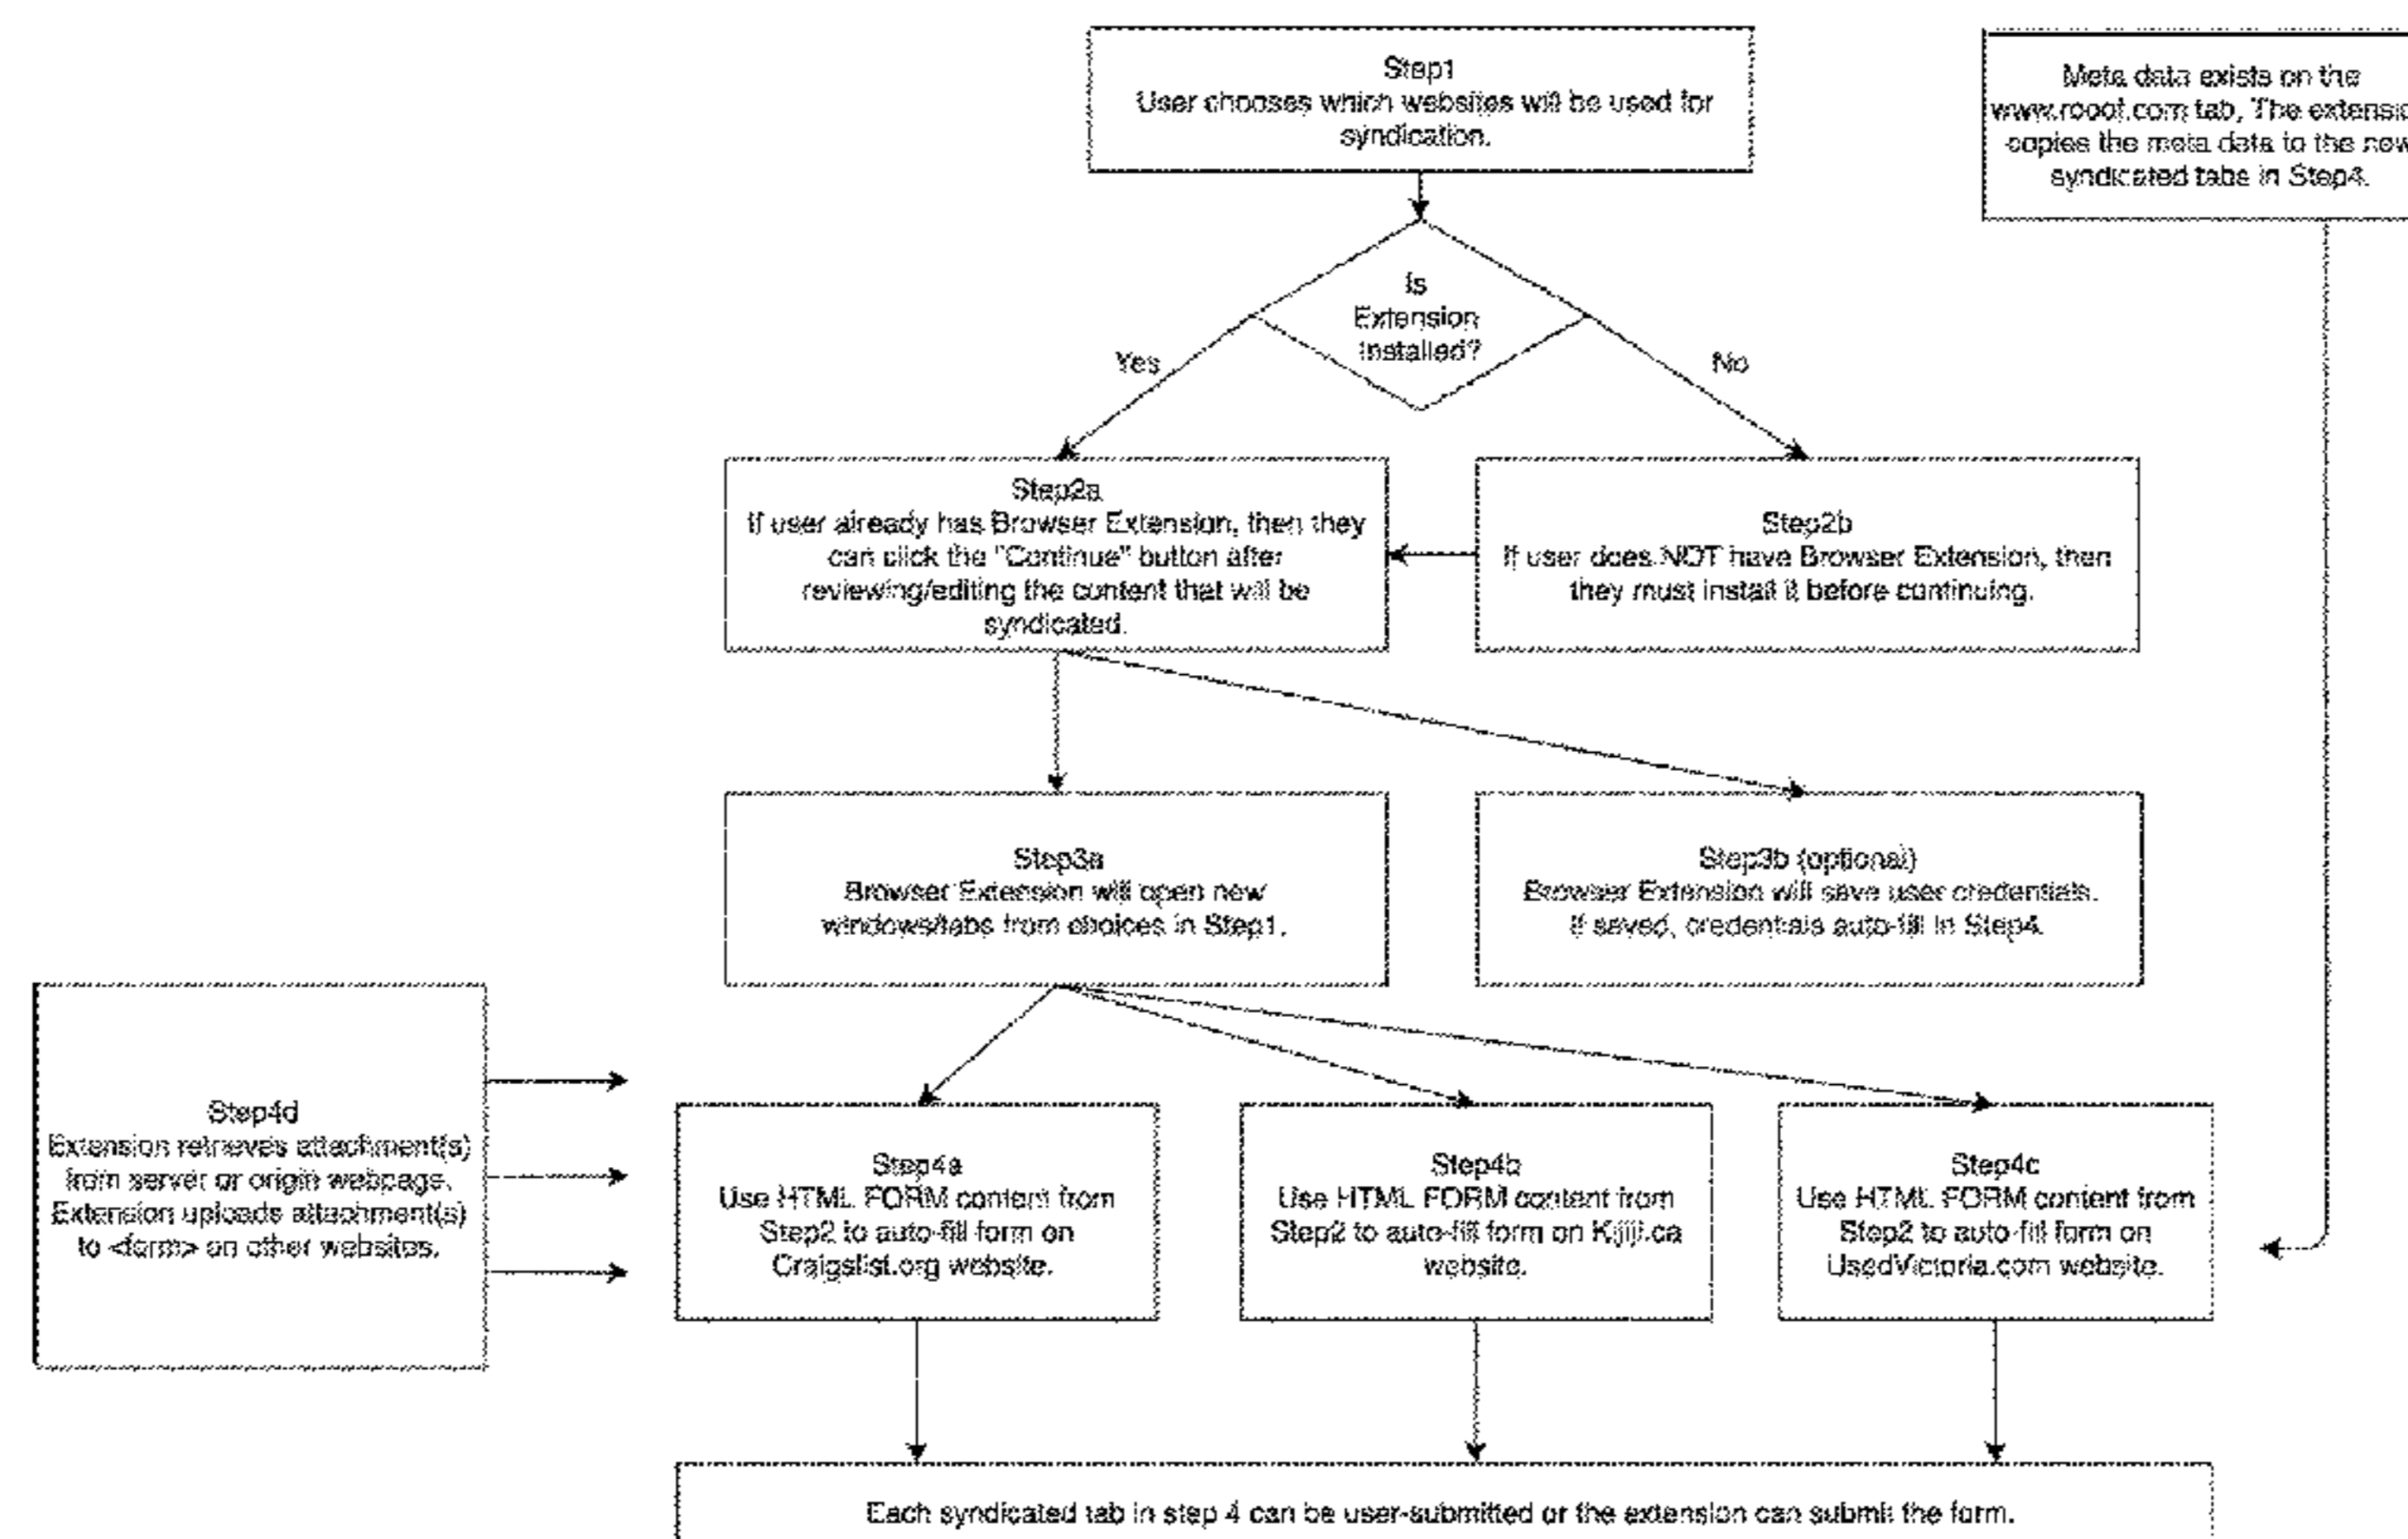 Step1
User chooses which websites will be used for
syndication.
Meta data exists on the
tab, The
copies the meta data to the
syndicated tabs in Step4.
Is
Extension
Installed?
Yes
No
Step2a
If user already has Browser Extension, then they
can click the "Continue" button after
reviewing/editing the content that will be
syndicated.
Step2b
If user does NOT have Browser Extension, then
they must install it before continuing.
Step3a
Browser Extension will open new
windows/tabs from choices in Step1.
Step3b (optional)
Browser Extension will save user credentials.
If saved, credentials auto-fill in Step4.
Step4d
Extension retrieves attachment(s)
from server or origin webpage.
Extension uploads attachment(s)
to <form> on other websites.
Step4a
Use HTML FORM content from
Step2 to auto-fill form on
Craigslist.org website.
Step4b
Use HTML FORM content from
Step2 to auto-fill form on Kijiji.ca
website.
Step4c
Use HTML FORM content from
Step2 to auto-fill form on
UsedVictoria.com website.
Each syndicated tab in step 4 can be user-submitted or the extension can submit the form.